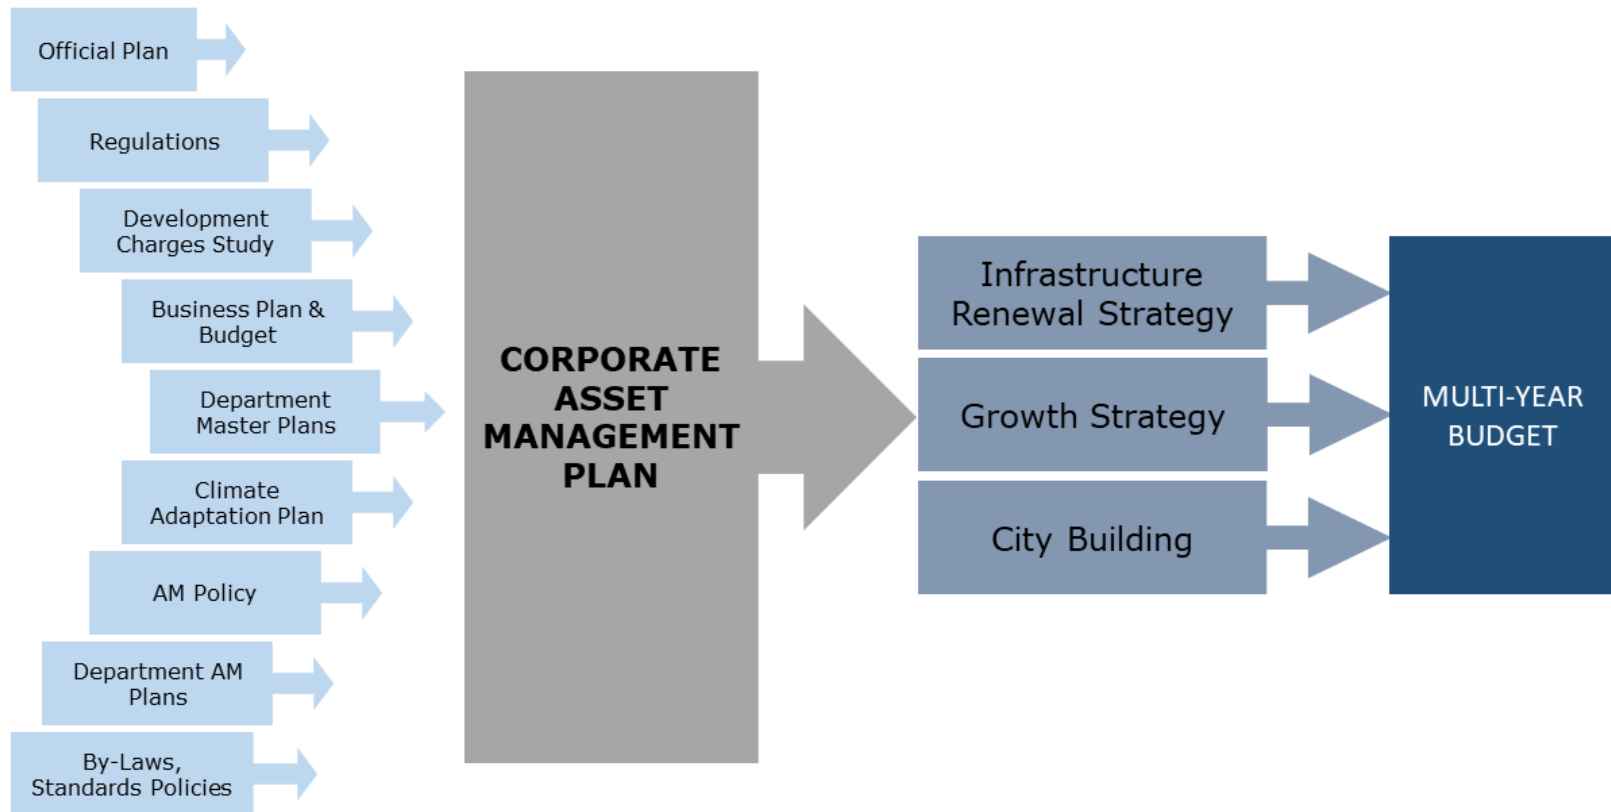 Official Plan
Regulations
Development
Charges Study
Business Plan &
Budget
Department
Master Plans
Climate
Adaptation Plan
AM Policy
Department AM
Plans
By-Laws,
Standards Policies
CORPORATE
ASSET
MANAGEMENT
PLAN
Infrastructure
Renewal Strategy
Growth Strategy
City Building
MULTI-YEAR
BUDGET